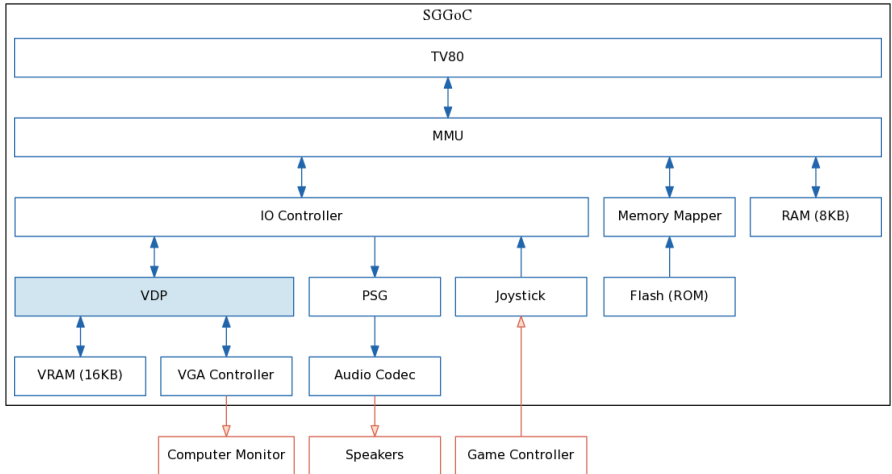 SGGoC
TV80
MMU
IO Controller
Memory Mapper
RAM (8KB)
VDP
PSG
Joystick
Flash (ROM)
VRAM (16KB)
VGA Controller
Audio Codec
Computer Monitor
Speakers
Game Controller